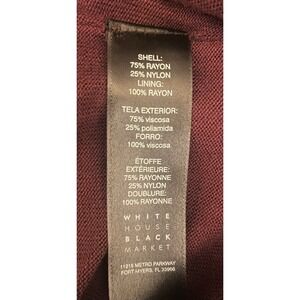 SHELL:
75% RAYON
25% NYLON
LINING:
100% RAYON
TELA EXTERIOR:
75% viscosa
25% poliamida
FORRO:
100% viscosa
ÉTOFFE
EXTÉRIEURE:
75% RAYONNE
25% NYLON
DOUBLURE:
100% RAYONNE
WHITE
HOUSE
BLACK
MARKET
11215 METRO PARKWAY
FORT MYERS, FL 33966